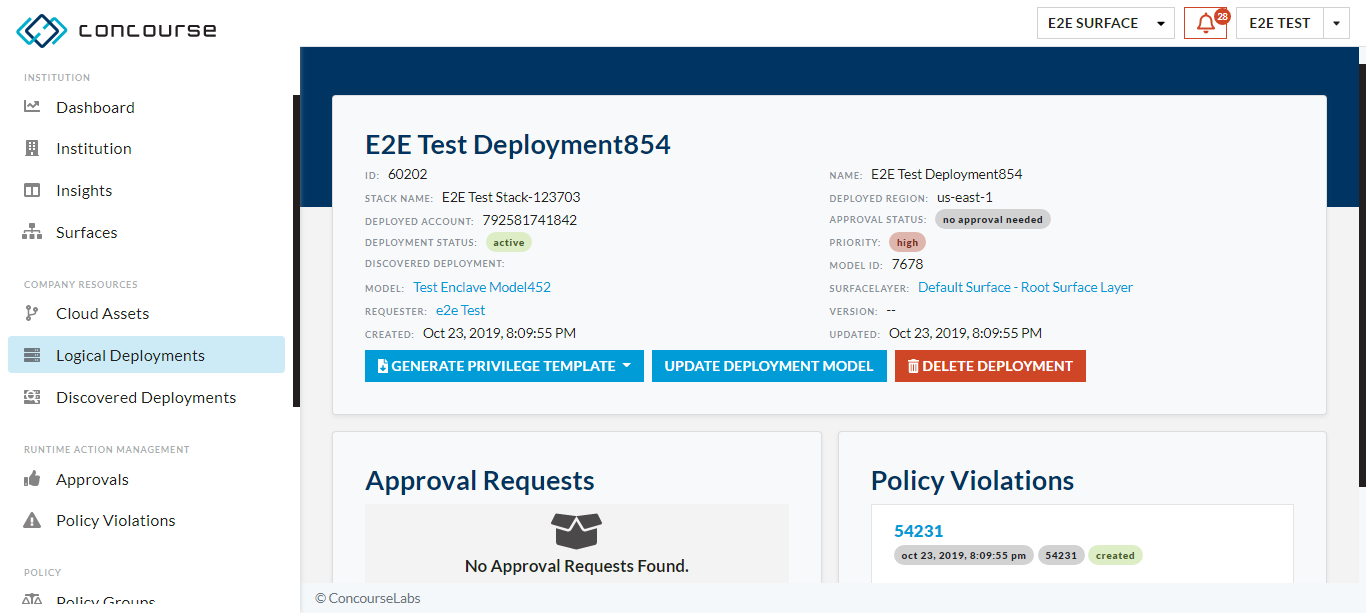 concourse
E2E SURFACE
28
E2E TEST
INSTITUTION
Dashboard
Institution
Insights
Surfaces
COMPANY RESOURCES
Cloud Assets
Logical Deployments
Discovered Deployments
RUNTIME ACTION MANAGEMENT
Approvals
Policy Violations
POLICY
Policy Groups
E2E Test Deployment854
ID: 60202
NAME: E2E Test Deployment854
STACK NAME: E2E Test Stack-123703
DEPLOYED REGION: us-east-1
DEPLOYED ACCOUNT: 792581741842
APPROVAL STATUS: no approval needed
DEPLOYMENT STATUS: active
PRIORITY: high
DISCOVERED DEPLOYMENT:
MODEL ID: 7678
MODEL: Test Enclave Model452
SURFACELAYER: Default Surface - Root Surface Layer
REQUESTER: e2e Test
VERSION: --
CREATED: Oct 23, 2019, 8:09:55 PM
UPDATED: Oct 23, 2019, 8:09:55 PM
GENERATE PRIVILEGE TEMPLATE
UPDATE DEPLOYMENT MODEL
DELETE DEPLOYMENT
Approval Requests
No Approval Requests Found.
Policy Violations
54231
oct 23, 2019, 8:09:55 pm
54231
created
© ConcourseLabs